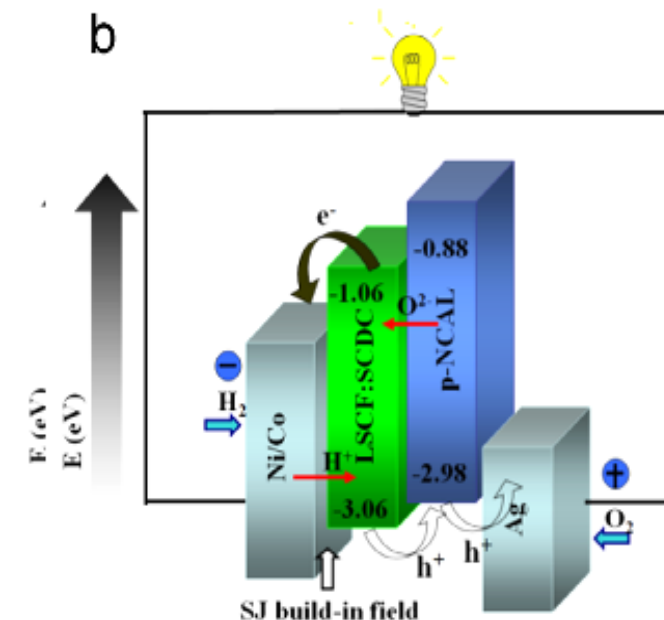 b
e⁻
-0.88
-1.06
O²⁻
p-NCAL
LSCF:SCDC
H₂
Ni/Co
H⁺
-2.98
-3.06
Ag
O₂
h⁺
h⁺
E (eV)
E (eV)
SJ build-in field